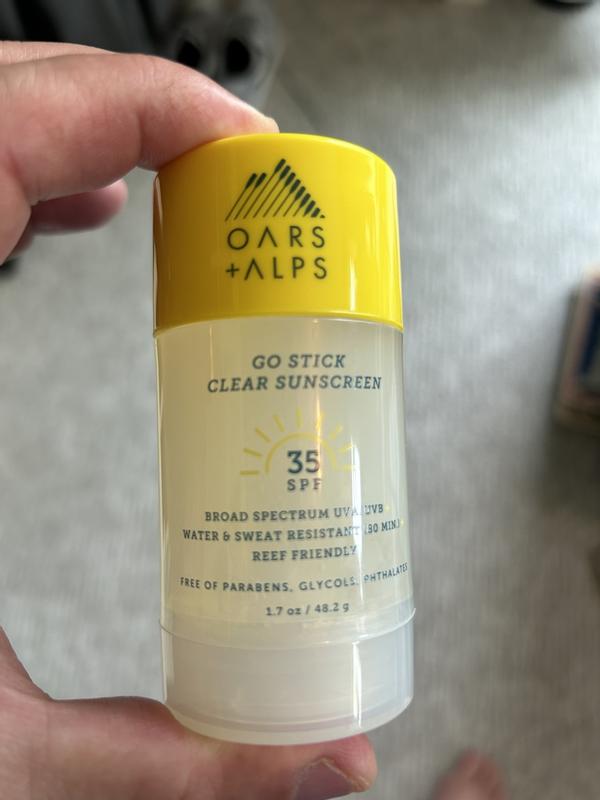 OARS
+ALPS
GO STICK
CLEAR SUNSCREEN
35
SPF
BROAD SPECTRUM UVA/UVB
WATER & SWEAT RESISTANT (80 MIN.)
REEF FRIENDLY
FREE OF PARABENS, GLYCOLS, PHTHALATES
1.7 oz / 48.2 g